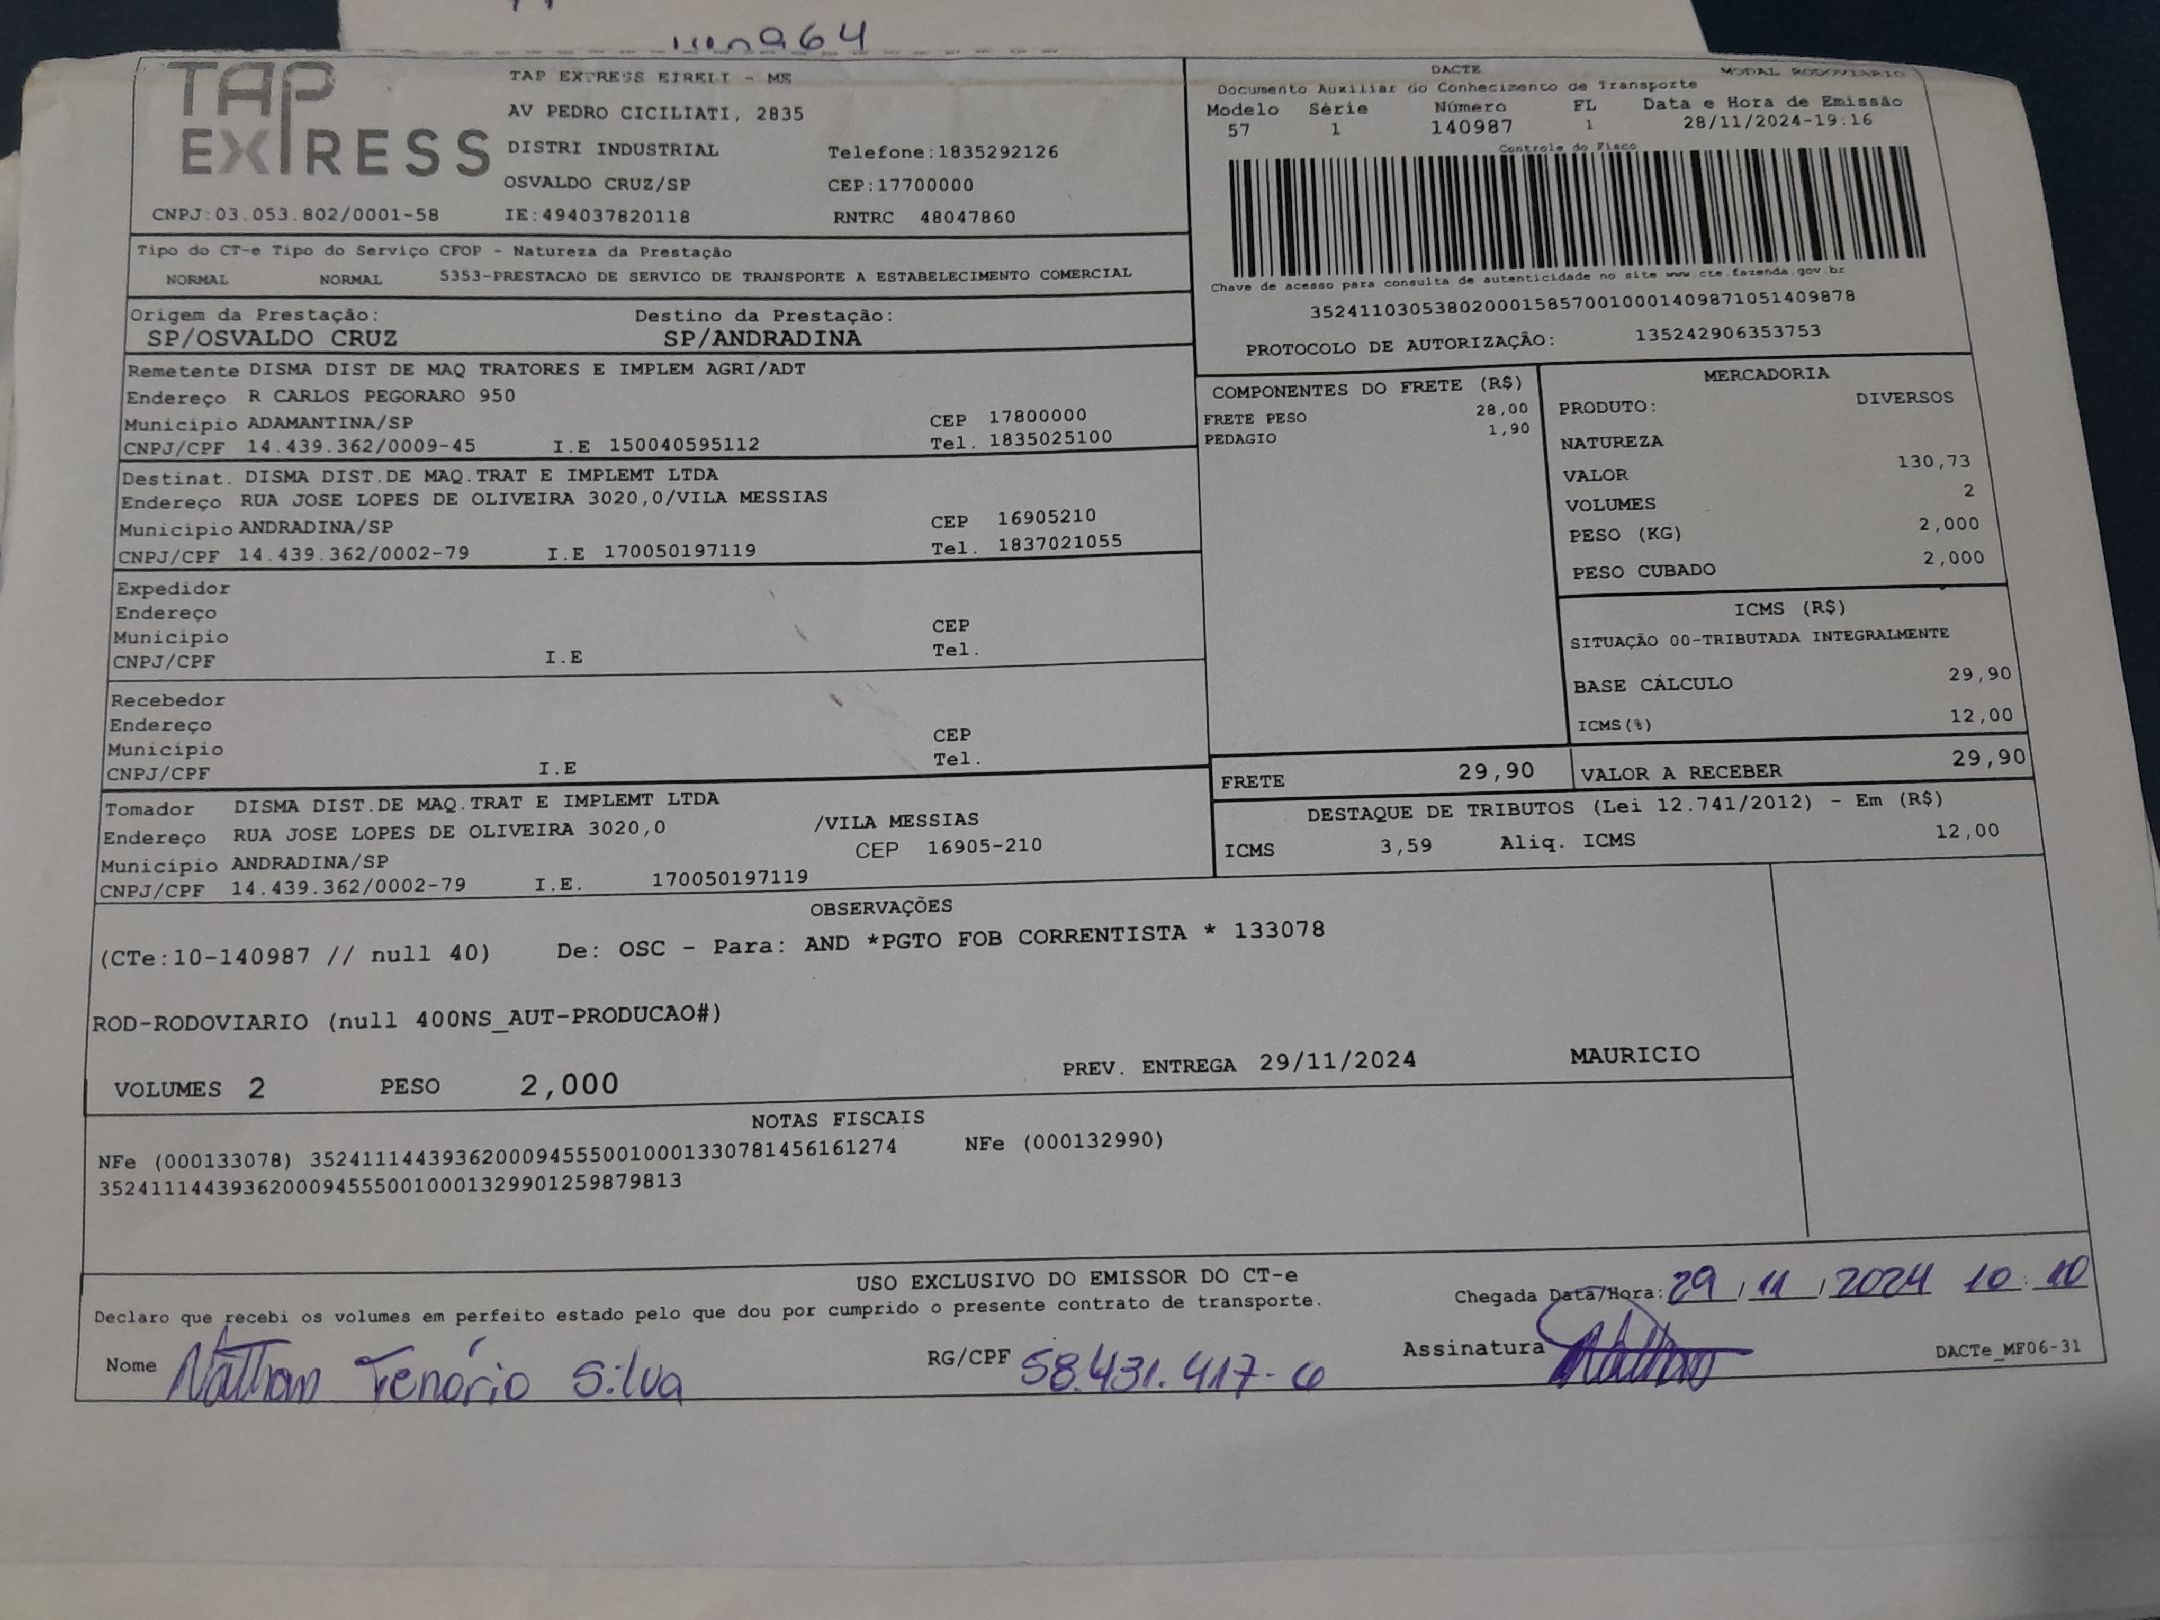 TAP EXPRESS
TAP EXPRESS EIRELI - ME
AV PEDRO CICILIATI, 2835
DISTRI INDUSTRIAL Telefone:1835292126
OSVALDO CRUZ/SP CEP:17700000
CNPJ:03.053.802/0001-58 IE:494037820118 RNTRC 48047860
DACTE MODAL RODOVIARIO
Documento Auxiliar do Conhecimento de Transporte
Modelo Série Número FL Data e Hora de Emissão
57 1 140987 1 28/11/2024-19:16
Controle do Fisco
Chave de acesso para consulta de autenticidade no site www.cte.fazenda.gov.br
35241103053802000158570010001409871051409878
PROTOCOLO DE AUTORIZAÇÃO: 135242906353753
Tipo do CT-e Tipo do Serviço CFOP - Natureza da Prestação
NORMAL NORMAL 5353-PRESTACAO DE SERVICO DE TRANSPORTE A ESTABELECIMENTO COMERCIAL
Origem da Prestação: Destino da Prestação:
SP/OSVALDO CRUZ SP/ANDRADINA
Remetente DISMA DIST DE MAQ TRATORES E IMPLEM AGRI/ADT
Endereço R CARLOS PEGORARO 950
Município ADAMANTINA/SP CEP 17800000
CNPJ/CPF 14.439.362/0009-45 I.E 150040595112 Tel. 1835025100
Destinat. DISMA DIST.DE MAQ.TRAT E IMPLEMT LTDA
Endereço RUA JOSE LOPES DE OLIVEIRA 3020,0/VILA MESSIAS
Município ANDRADINA/SP CEP 16905210
CNPJ/CPF 14.439.362/0002-79 I.E 170050197119 Tel. 1837021055
Expedidor
Endereço
Município CEP
CNPJ/CPF I.E Tel.
Recebedor
Endereço
Município CEP
CNPJ/CPF I.E Tel.
Tomador DISMA DIST.DE MAQ.TRAT E IMPLEMT LTDA
Endereço RUA JOSE LOPES DE OLIVEIRA 3020,0 /VILA MESSIAS
Município ANDRADINA/SP CEP 16905-210
CNPJ/CPF 14.439.362/0002-79 I.E. 170050197119
COMPONENTES DO FRETE (R$)
FRETE PESO 28,00
PEDAGIO 1,90
MERCADORIA
PRODUTO: DIVERSOS
NATUREZA
VALOR 130,73
VOLUMES 2
PESO (KG) 2,000
PESO CUBADO 2,000
ICMS (R$)
SITUAÇÃO 00-TRIBUTADA INTEGRALMENTE
BASE CÁLCULO 29,90
ICMS(%) 12,00
FRETE 29,90 VALOR A RECEBER 29,90
DESTAQUE DE TRIBUTOS (Lei 12.741/2012) - Em (R$)
ICMS 3,59 Aliq. ICMS 12,00
OBSERVAÇÕES
(CTe:10-140987 // null 40) De: OSC - Para: AND *PGTO FOB CORRENTISTA * 133078
ROD-RODOVIARIO (null 400NS_AUT-PRODUCAO#)
VOLUMES 2 PESO 2,000 PREV. ENTREGA 29/11/2024 MAURICIO
NOTAS FISCAIS
NFe (000133078) 35241114439362000945550010001330781456161274 NFe (000132990)
35241114439362000945550010001329901259879813
USO EXCLUSIVO DO EMISSOR DO CT-e
Declaro que recebi os volumes em perfeito estado pelo que dou por cumprido o presente contrato de transporte. Chegada Data/Hora: 29/11/2024 10:10
Nome Nathan Tenório Silva RG/CPF 58.431.417-6 Assinatura Nathan DACTe_MF06-31